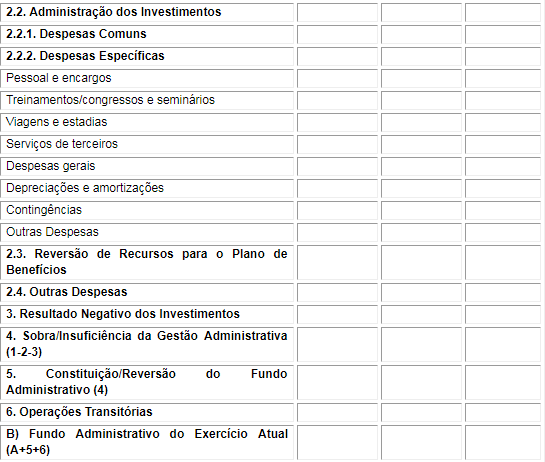 2.2. Administração dos Investimentos
2.2.1. Despesas Comuns
2.2.2. Despesas Específicas
Pessoal e encargos
Treinamentos/congressos e seminários
Viagens e estadias
Serviços de terceiros
Despesas gerais
Depreciações e amortizações
Contingências
Outras Despesas
2.3. Reversão de Recursos para o Plano de
Benefícios
2.4. Outras Despesas
3. Resultado Negativo dos Investimentos
4. Sobra/Insuficiência da Gestão Administrativa
(1-2-3)
5. Constituição/Reversão do Fundo
Administrativo (4)
6. Operações Transitórias
B) Fundo Administrativo do Exercício Atual
(A+5+6)